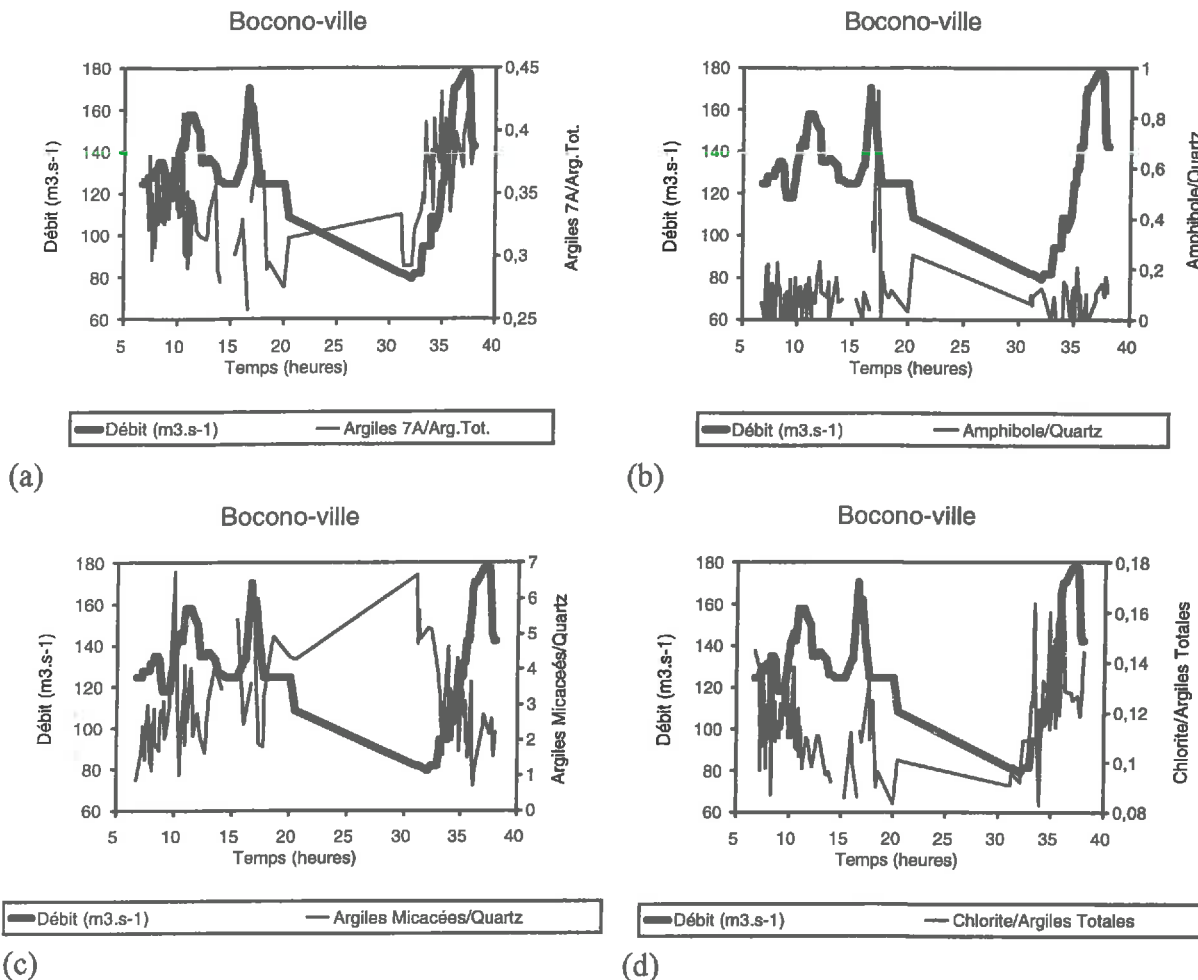 Bocono-ville
Débit (m3.s-1)
180
160
140
120
100
80
60
0,45
0,4
0,35
0,3
0,25
Argiles 7A/Arg.Tot.
5 10 15 20 25 30 35 40
Temps (heures)
Débit (m3.s-1) Argiles 7A/Arg.Tot.
(a)
Bocono-ville
Débit (m3.s-1)
180
160
140
120
100
80
60
1
0,8
0,6
0,4
0,2
0
Amphibole/Quartz
5 10 15 20 25 30 35 40
Temps (heures)
Débit (m3.s-1) Amphibole/Quartz
(b)
Bocono-ville
Débit (m3.s-1)
180
160
140
120
100
80
60
7
6
5
4
3
2
1
0
Argiles Micacées/Quartz
5 10 15 20 25 30 35 40
Temps (heures)
Débit (m3.s-1) Argiles Micacées/Quartz
(c)
Bocono-ville
Débit (m3.s-1)
180
160
140
120
100
80
60
0,18
0,16
0,14
0,12
0,1
0,08
Chlorite/Argiles Totales
5 10 15 20 25 30 35 40
Temps (heures)
Débit (m3.s-1) Chlorite/Argiles Totales
(d)